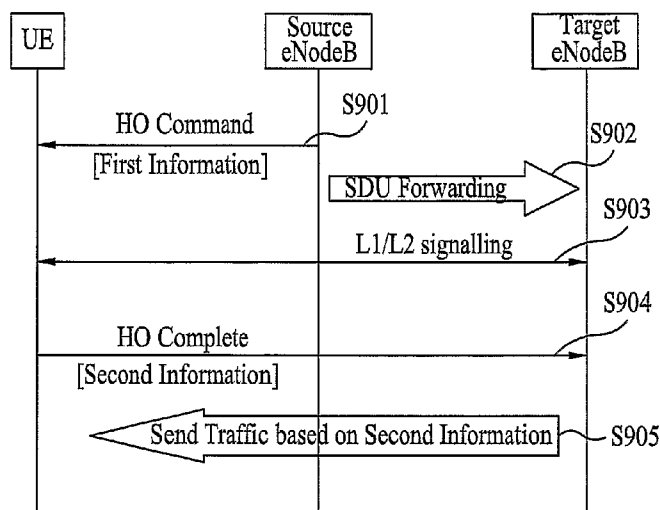 UE
Source
eNodeB
Target
eNodeB
S901
HO Command
[First Information]
S902
SDU Forwarding
S903
L1/L2 signalling
S904
HO Complete
[Second Information]
Send Traffic based on Second Information
S905